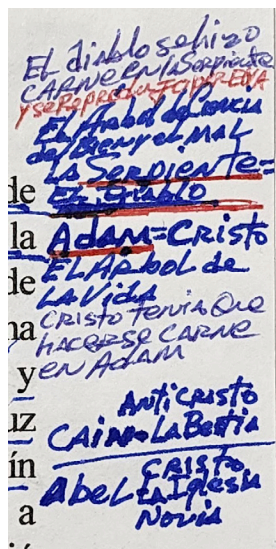 El diablo se hizo
CARNE en la Serpiente
y se Reprodujo por EVA
El Arbol de Ciencia
del Bien y el MAL
LA Serpiente=
de El Diablo
la Adam=Cristo
de El Arbol de
La Vida
na Cristo tenia Que
hacerse CARNE
y en Adam
Anticristo
uz Cain=La Bestia
ín Cristo
Abel La Iglesia
a Novia